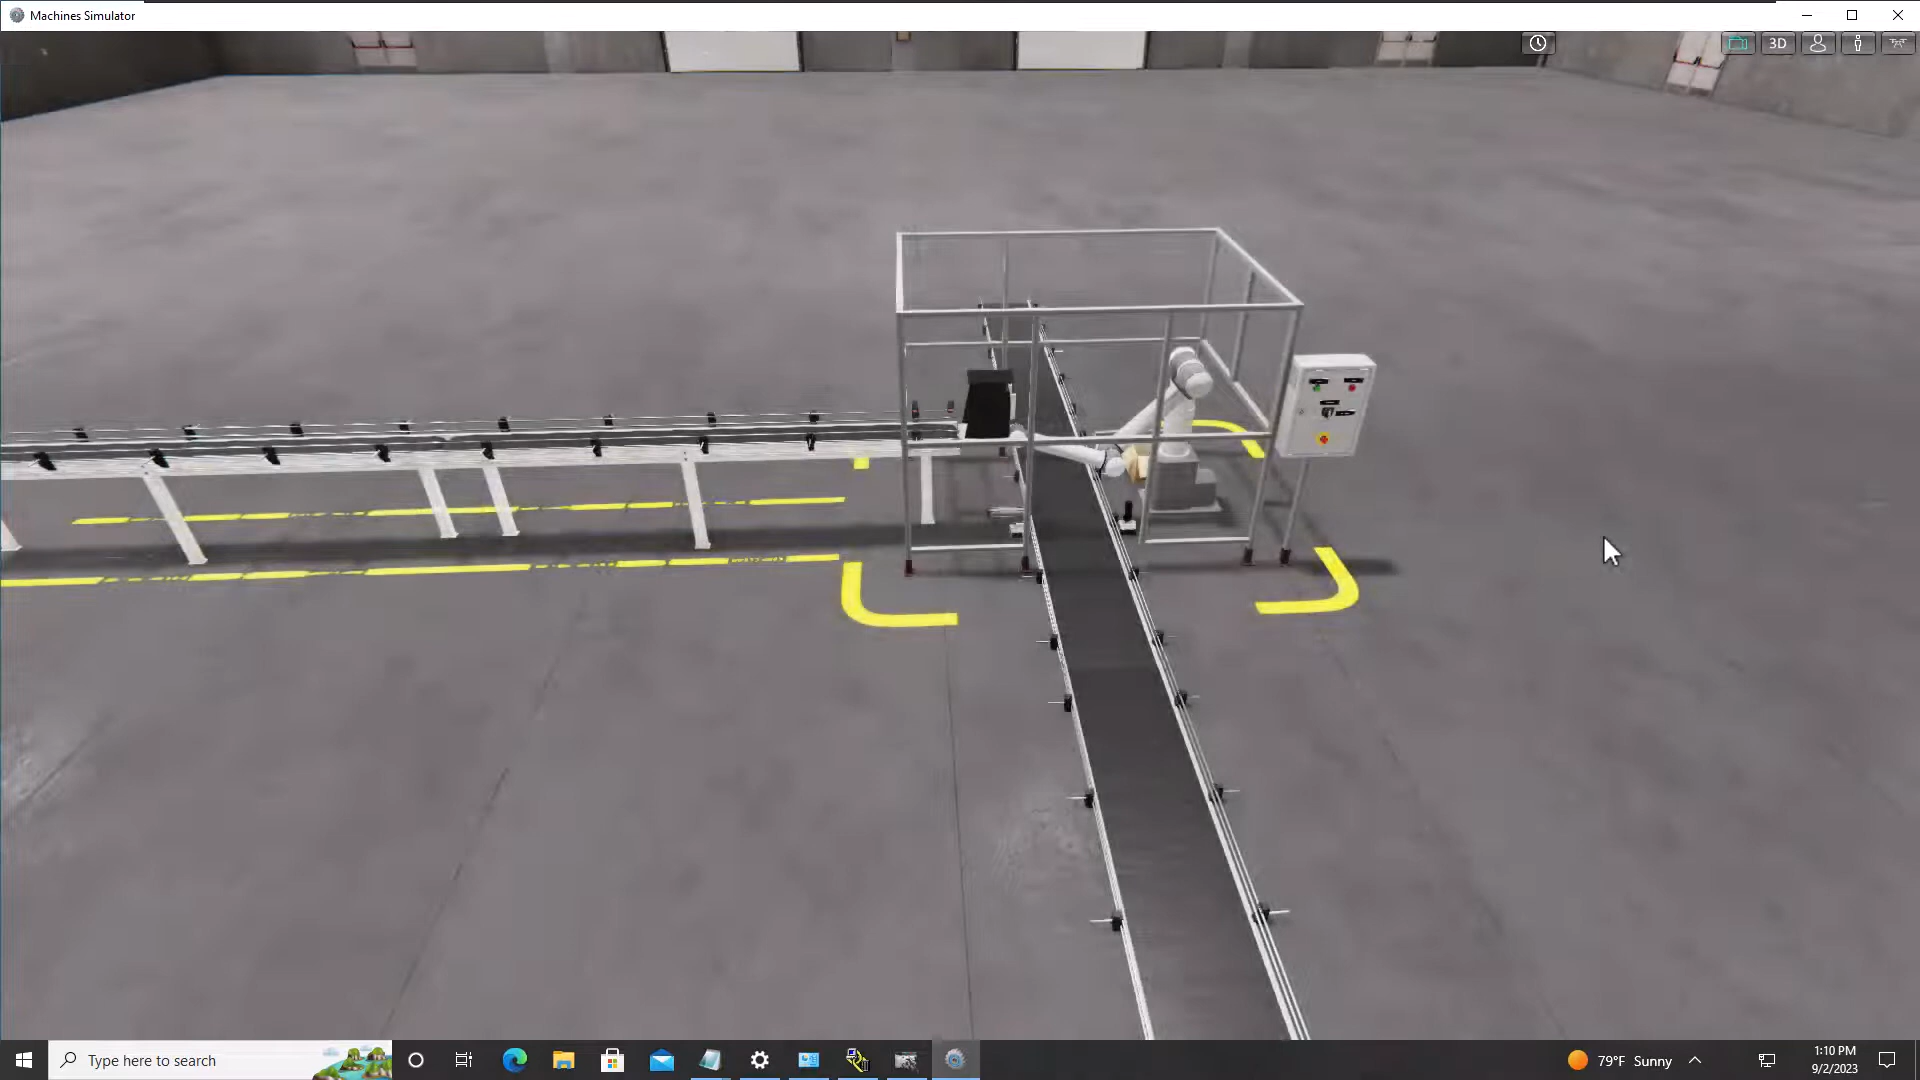 Machines Simulator
3D
Type here to search
79°F Sunny
1:10 PM
9/2/2023